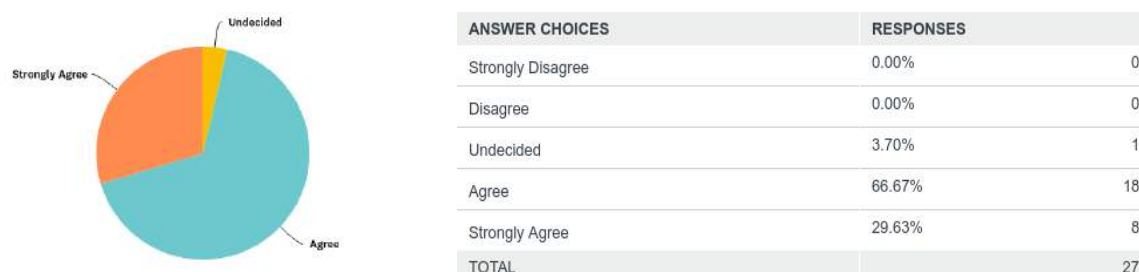 Undecided
Strongly Agree
Agree
ANSWER CHOICES RESPONSES
Strongly Disagree 0.00% 0
Disagree 0.00% 0
Undecided 3.70% 1
Agree 66.67% 18
Strongly Agree 29.63% 8
TOTAL 27